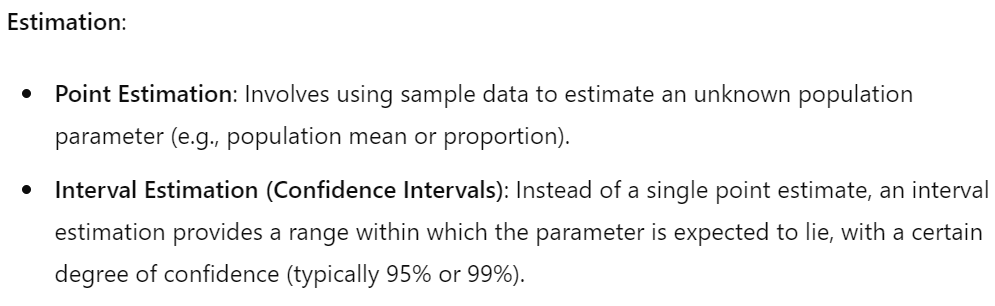 Estimation:
• Point Estimation: Involves using sample data to estimate an unknown population
parameter (e.g., population mean or proportion).
• Interval Estimation (Confidence Intervals): Instead of a single point estimate, an interval
estimation provides a range within which the parameter is expected to lie, with a certain
degree of confidence (typically 95% or 99%).